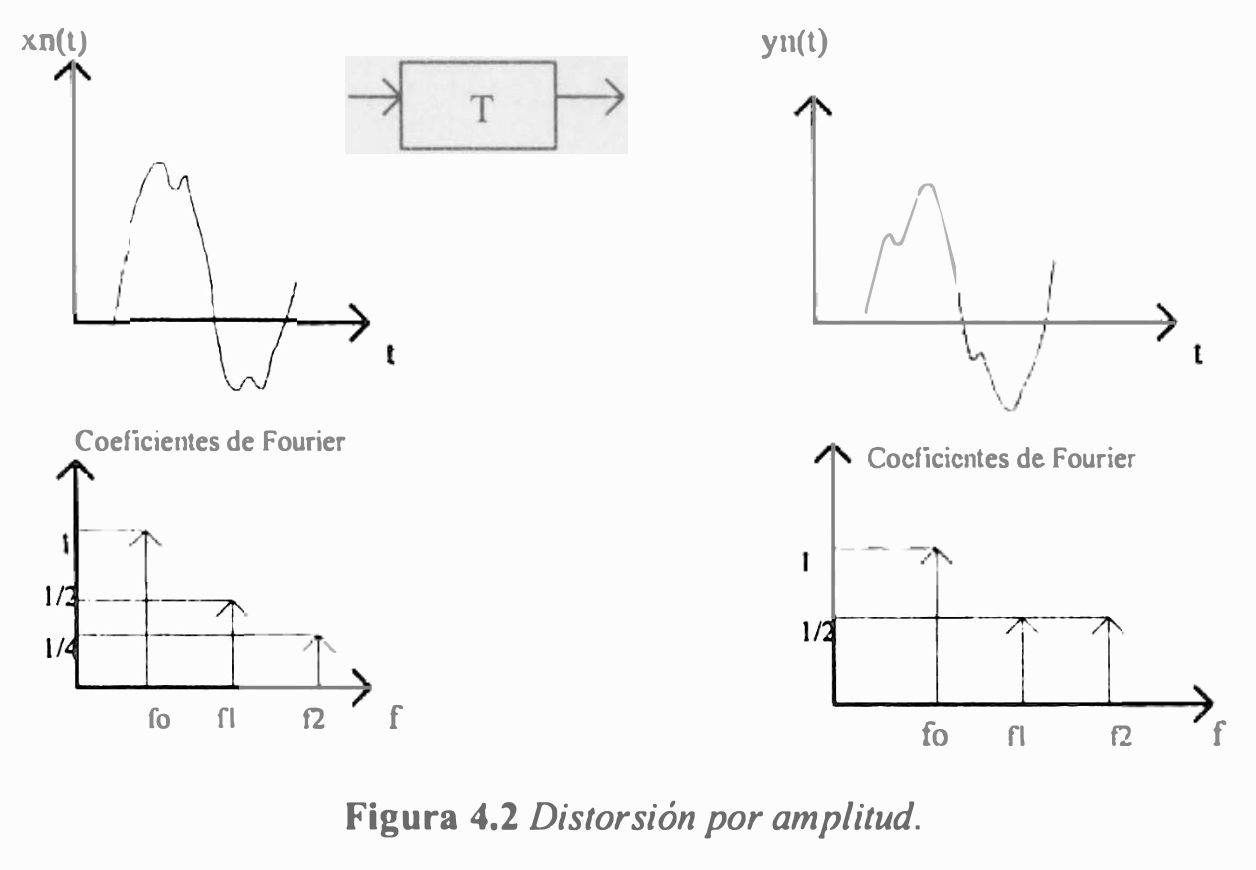 xn(t)
T
yn(t)
t
t
Coeficientes de Fourier
1
1/2
1/4
fo f1 f2 f
Coeficientes de Fourier
1
1/2
fo f1 f2 f
Figura 4.2 Distorsión por amplitud.